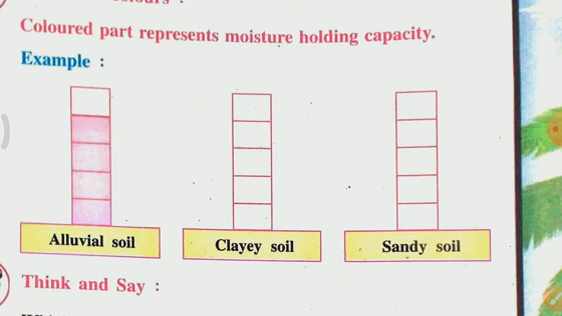 Coloured part represents moisture holding capacity.
Example :
Alluvial soil
Clayey soil
Sandy soil
Think and Say :